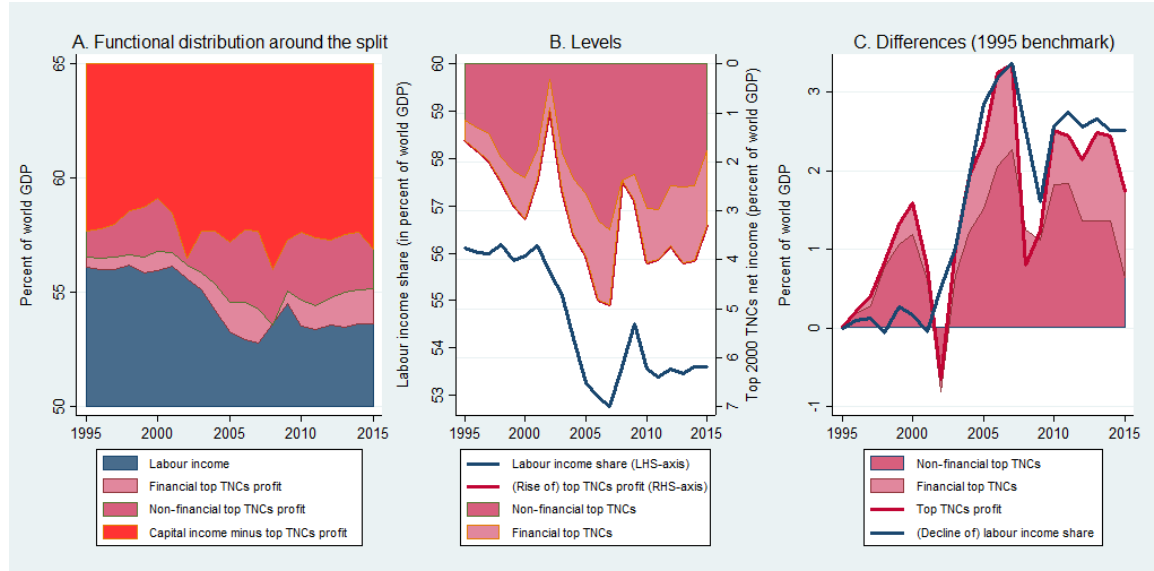 A. Functional distribution around the split
Percent of world GDP
65
60
55
50
1995
2000
2005
2010
2015
Labour income
Financial top TNCs profit
Non-financial top TNCs profit
Capital income minus top TNCs profit
B. Levels
Labour income share (in percent of world GDP)
60
59
58
57
56
55
54
53
0
1
2
3
4
5
6
7
Top 2000 TNCs net income (percent of world GDP)
1995
2000
2005
2010
2015
Labour income share (LHS-axis)
(Rise of) top TNCs profit (RHS-axis)
Non-financial top TNCs
Financial top TNCs
C. Differences (1995 benchmark)
Percent of world GDP
3
2
1
0
-1
1995
2000
2005
2010
2015
Non-financial top TNCs
Financial top TNCs
Top TNCs profit
(Decline of) labour income share